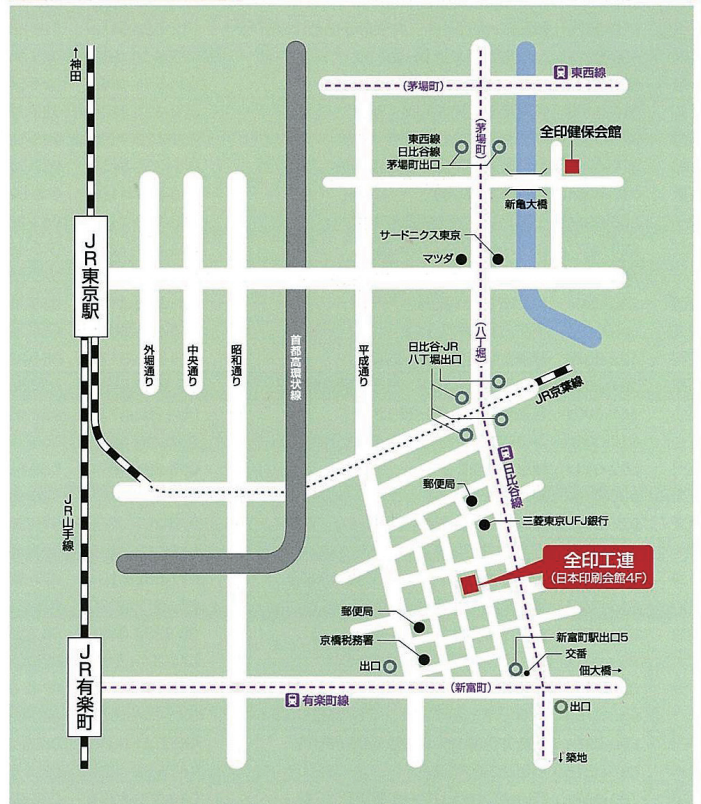 ↑神田
(茅場町)
東西線
(茅場町)
東西線
日比谷線
茅場町出口
全印健保会館
新亀大橋
サードニクス東京
マツダ
JR東京駅
外堀通り
中央通り
昭和通り
首都高環状線
平成通り
日比谷・JR
八丁堀出口
(八丁堀)
JR京葉線
日比谷線
郵便局
三菱東京UFJ銀行
JR山手線
全印工連
(日本印刷会館4F)
郵便局
京橋税務署
出口
新富町駅出口5
交番
佃大橋→
JR有楽町
有楽町線
(新富町)
出口
↓築地